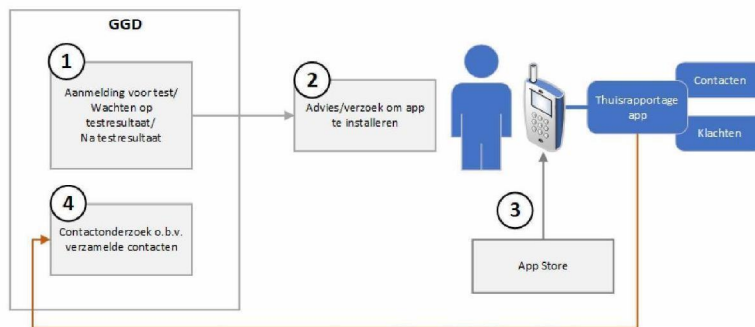 GGD
1
Aanmelding voor test/
Wachten op
testresultaat/
Na testresultaat
2
Advies/verzoek om app
te installeren
Thuisrapportage
app
Contacten
Klachten
4
Contactonderzoek o.b.v.
verzamelde contacten
3
App Store